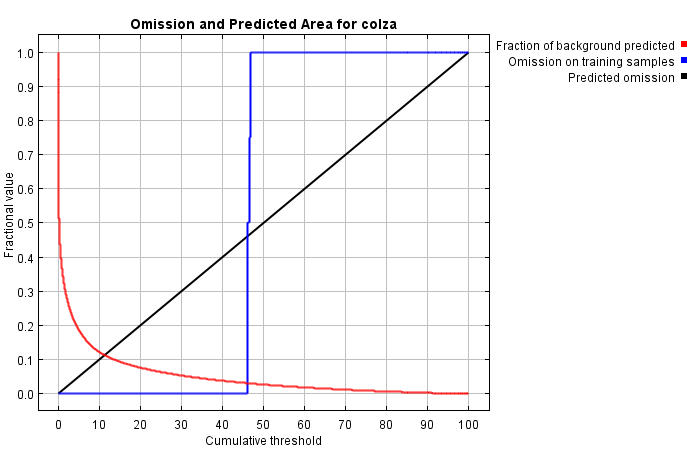 Omission and Predicted Area for colza
Fraction of background predicted
Omission on training samples
Predicted omission
Fractional value
1.0
0.9
0.8
0.7
0.6
0.5
0.4
0.3
0.2
0.1
0.0
0 10 20 30 40 50 60 70 80 90 100
Cumulative threshold